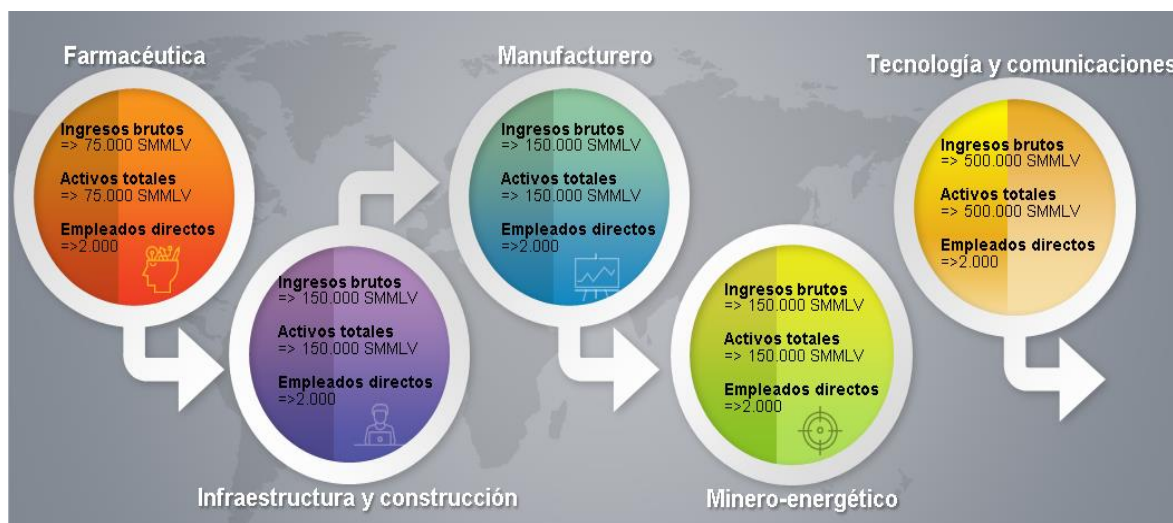 Farmacéutica
Ingresos brutos
=> 75.000 SMMLV
Activos totales
=> 75.000 SMMLV
Empleados directos
=>2.000
Ingresos brutos
=> 150.000 SMMLV
Activos totales
=> 150.000 SMMLV
Empleados directos
=>2.000
Infraestructura y construcción
Manufacturero
Ingresos brutos
=> 150.000 SMMLV
Activos totales
=> 150.000 SMMLV
Empleados directos
=>2.000
Ingresos brutos
=> 150.000 SMMLV
Activos totales
=> 150.000 SMMLV
Empleados directos
=>2.000
Minero-energético
Tecnología y comunicaciones
Ingresos brutos
=> 500.000 SMMLV
Activos totales
=> 500.000 SMMLV
Empleados directos
=>2.000